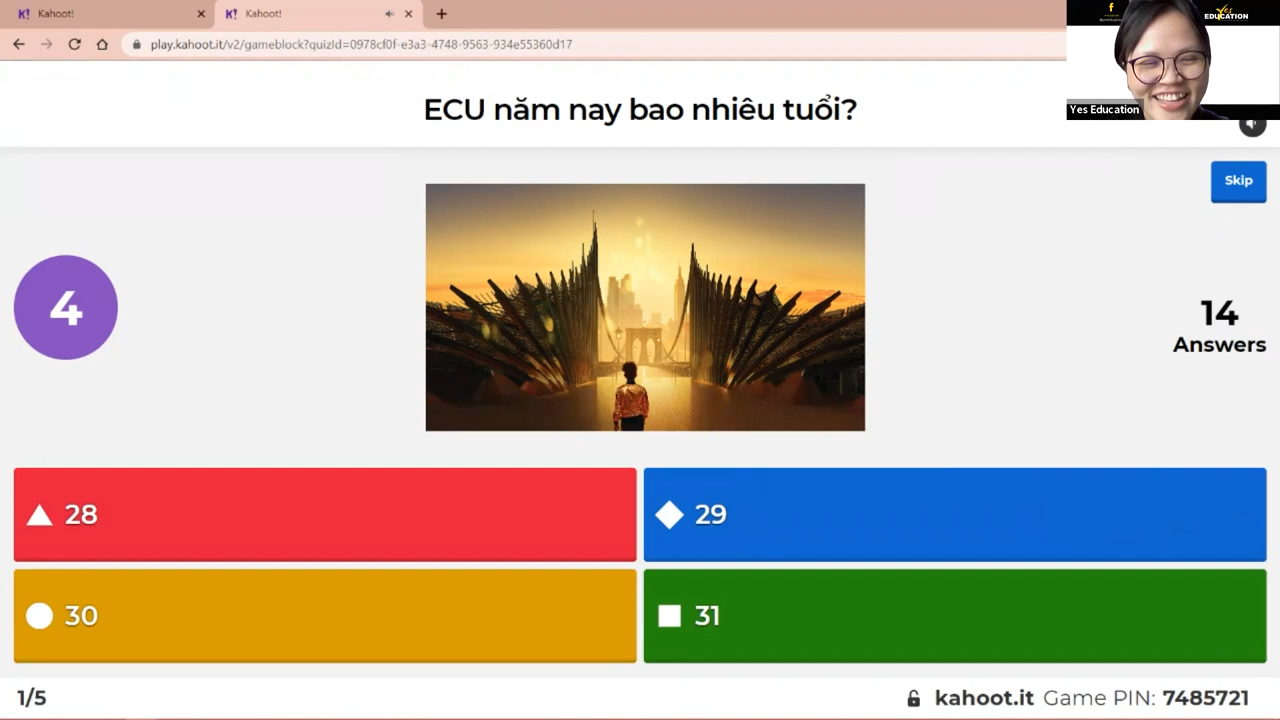 Kahoot!
Kahoot!
play.kahoot.it/v2/gameblock?quizId=0978cf0f-e3a3-4748-9563-934e55360d17
Yes
EDUCATION
Yes Education
ECU năm nay bao nhiêu tuổi?
Skip
4
14
Answers
28
29
30
31
1/5
kahoot.it Game PIN: 7485721